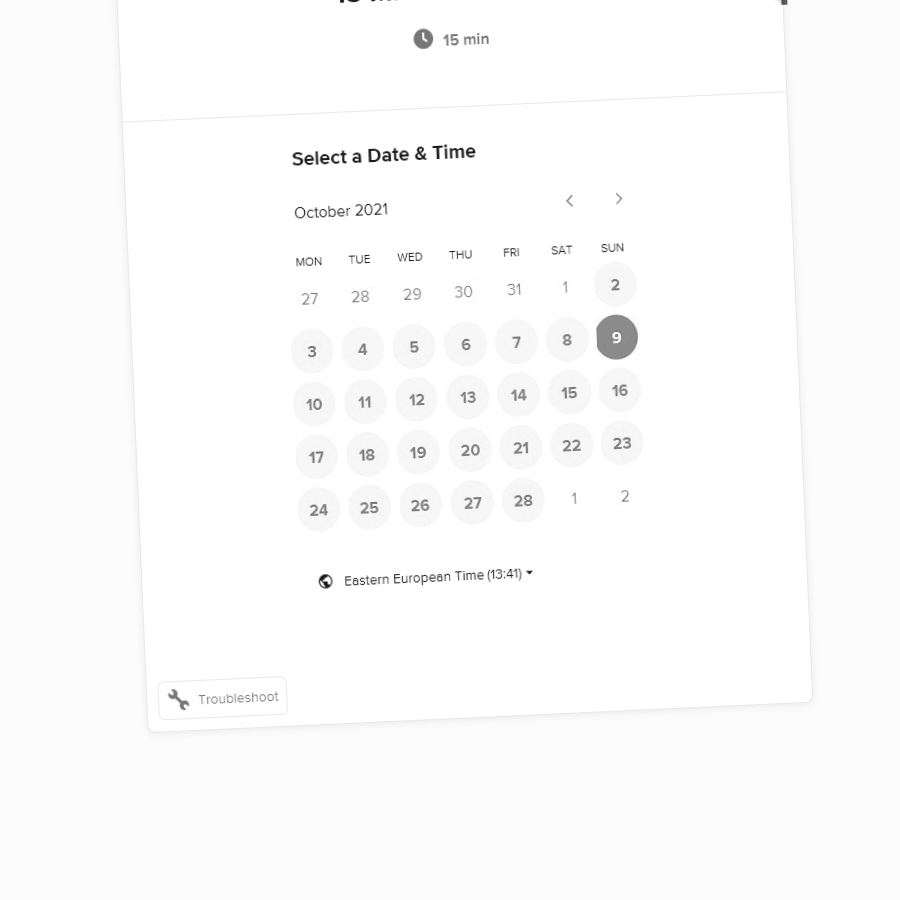 15 min
Select a Date & Time
October 2021
MON TUE WED THU FRI SAT SUN
27 28 29 30 31 1 2
3 4 5 6 7 8 9
10 11 12 13 14 15 16
17 18 19 20 21 22 23
24 25 26 27 28 1 2
Eastern European Time (13:41)
Troubleshoot